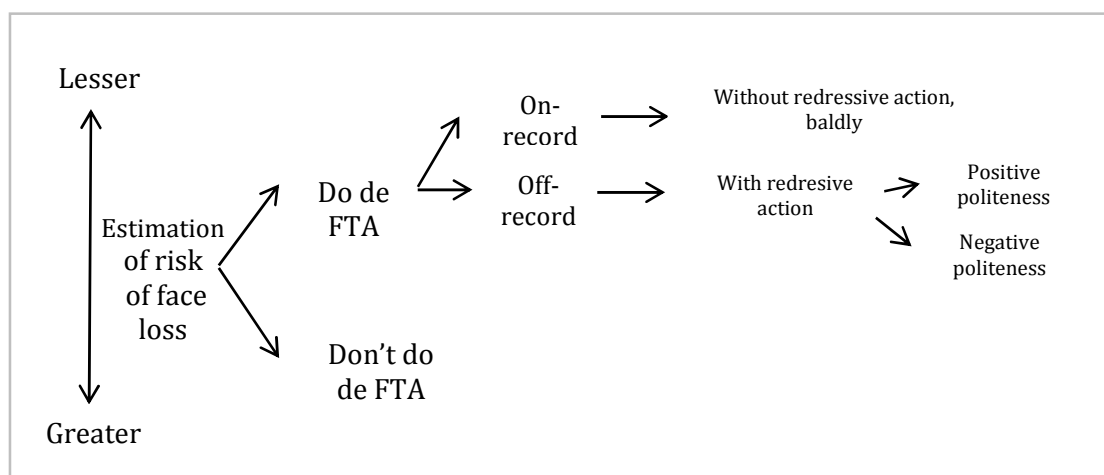 Lesser
Estimation
of risk
of face
loss
Greater
Do de
FTA
Don't do
de FTA
On-
record
Off-
record
Without redressive action,
baldly
With redresive
action
Positive
politeness
Negative
politeness